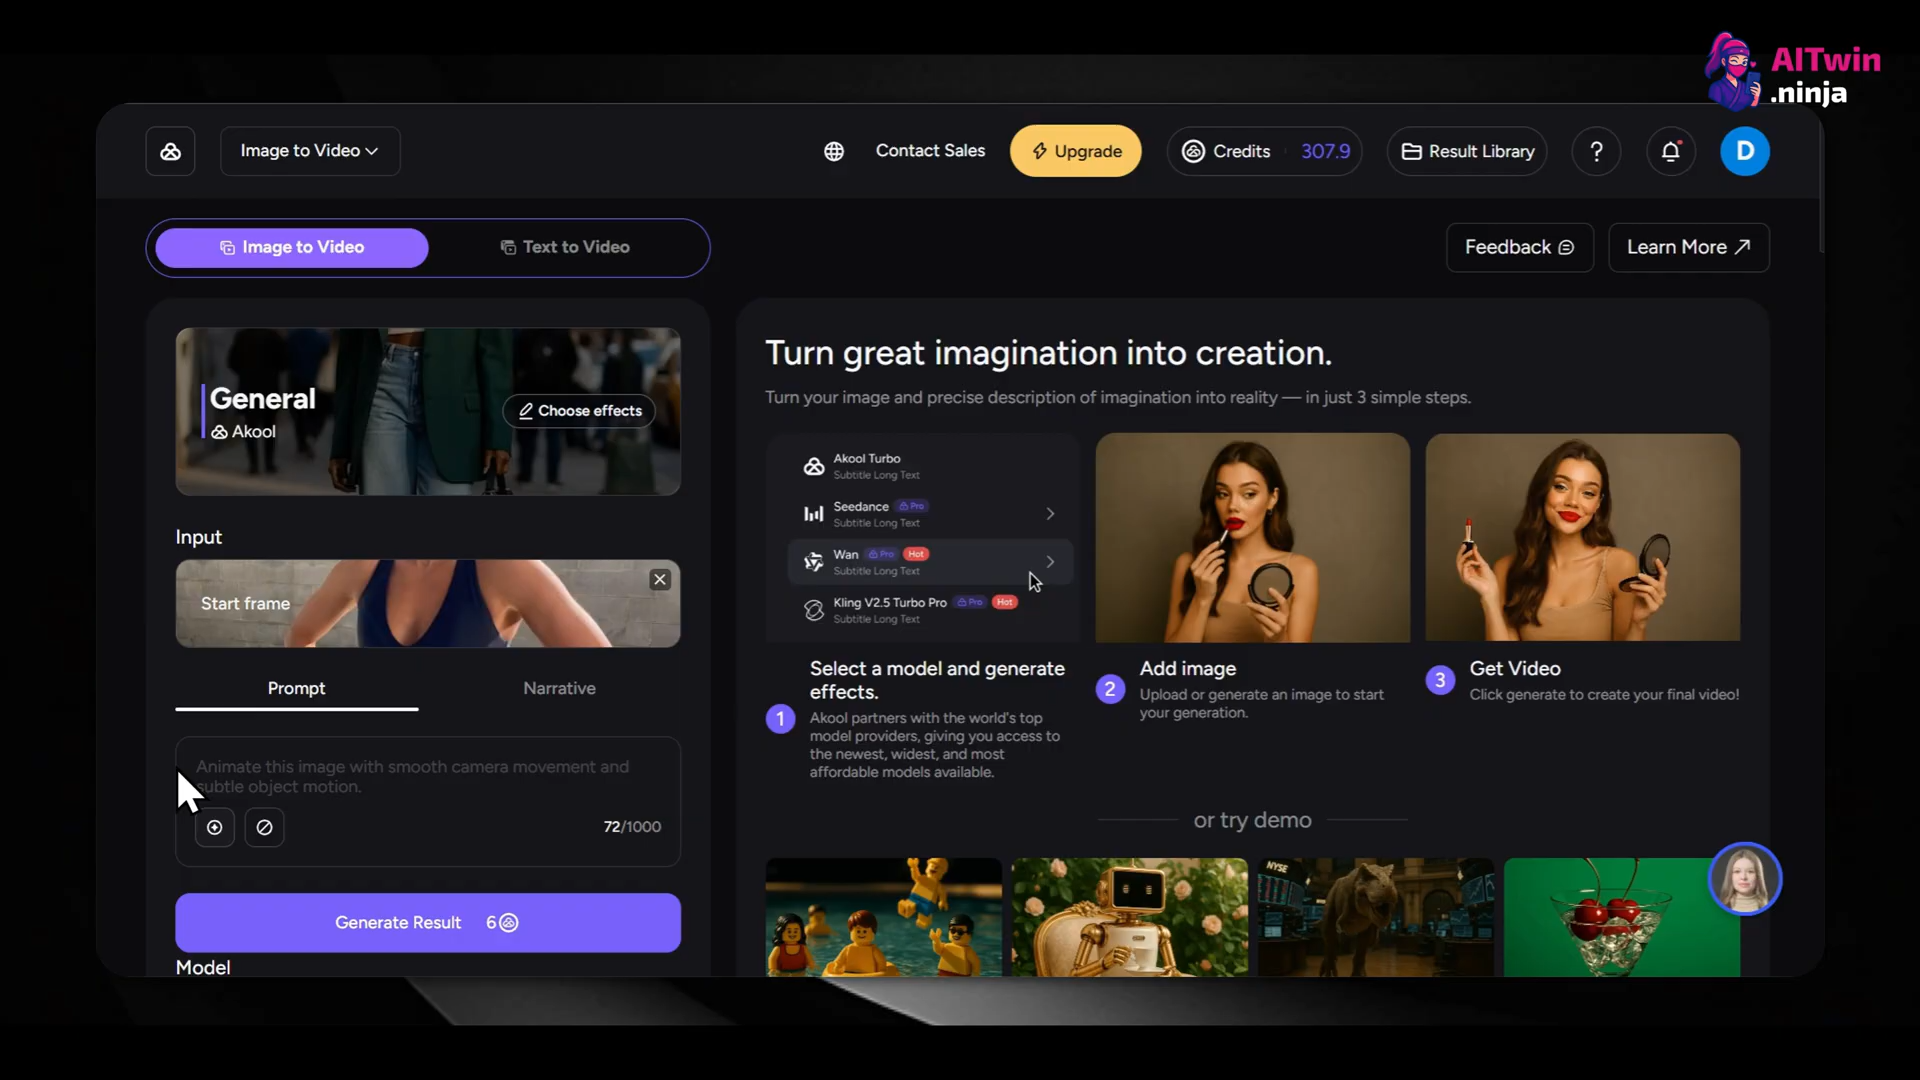 AITwin
.ninja
Image to Video
Contact Sales
Upgrade
Credits 307.9
Result Library
?
D
Image to Video
Text to Video
Feedback
Learn More
General
Akool
Choose effects
Input
Start frame
Prompt
Narrative
Animate this image with smooth camera movement and
subtle object motion.
72/1000
Generate Result 6
Model
Turn great imagination into creation.
Turn your image and precise description of imagination into reality — in just 3 simple steps.
Akool Turbo
Subtitle Long Text
Seedance Pro
Subtitle Long Text
Wan Pro Hot
Subtitle Long Text
Kling V2.5 Turbo Pro Pro Hot
Subtitle Long Text
1
Select a model and generate
effects.
Akool partners with the world's top
model providers, giving you access to
the newest, widest, and most
affordable models available.
2
Add image
Upload or generate an image to start
your generation.
3
Get Video
Click generate to create your final video!
or try demo
NYSE